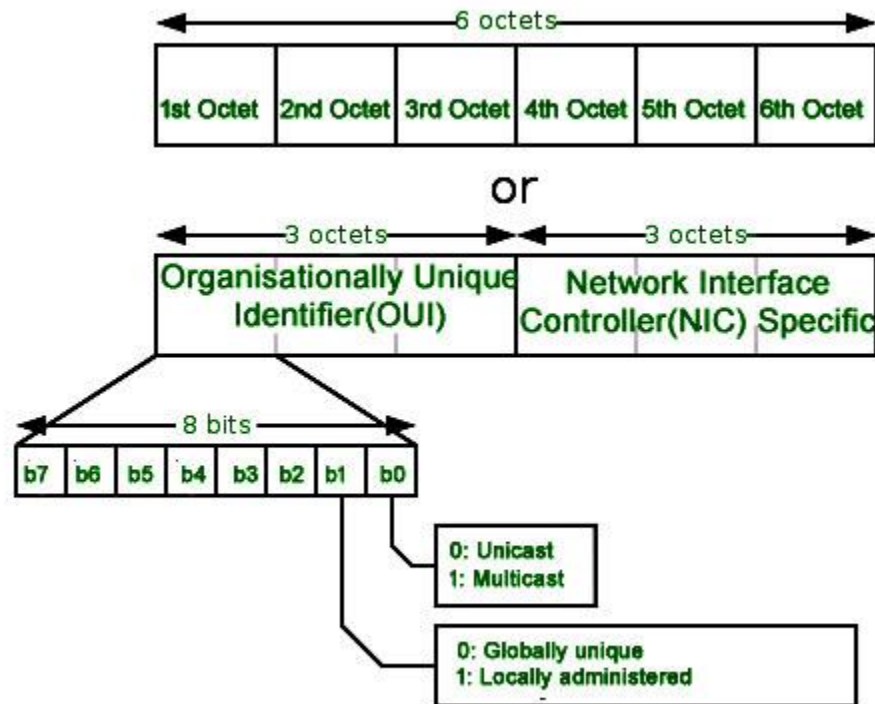 6 octets
1st Octet 2nd Octet 3rd Octet 4th Octet 5th Octet 6th Octet
or
3 octets 3 octets
Organisationally Unique
Identifier(OUI)
Network Interface
Controller(NIC) Specific
8 bits
b7 b6 b5 b4 b3 b2 b1 b0
0: Unicast
1: Multicast
0: Globally unique
1: Locally administered